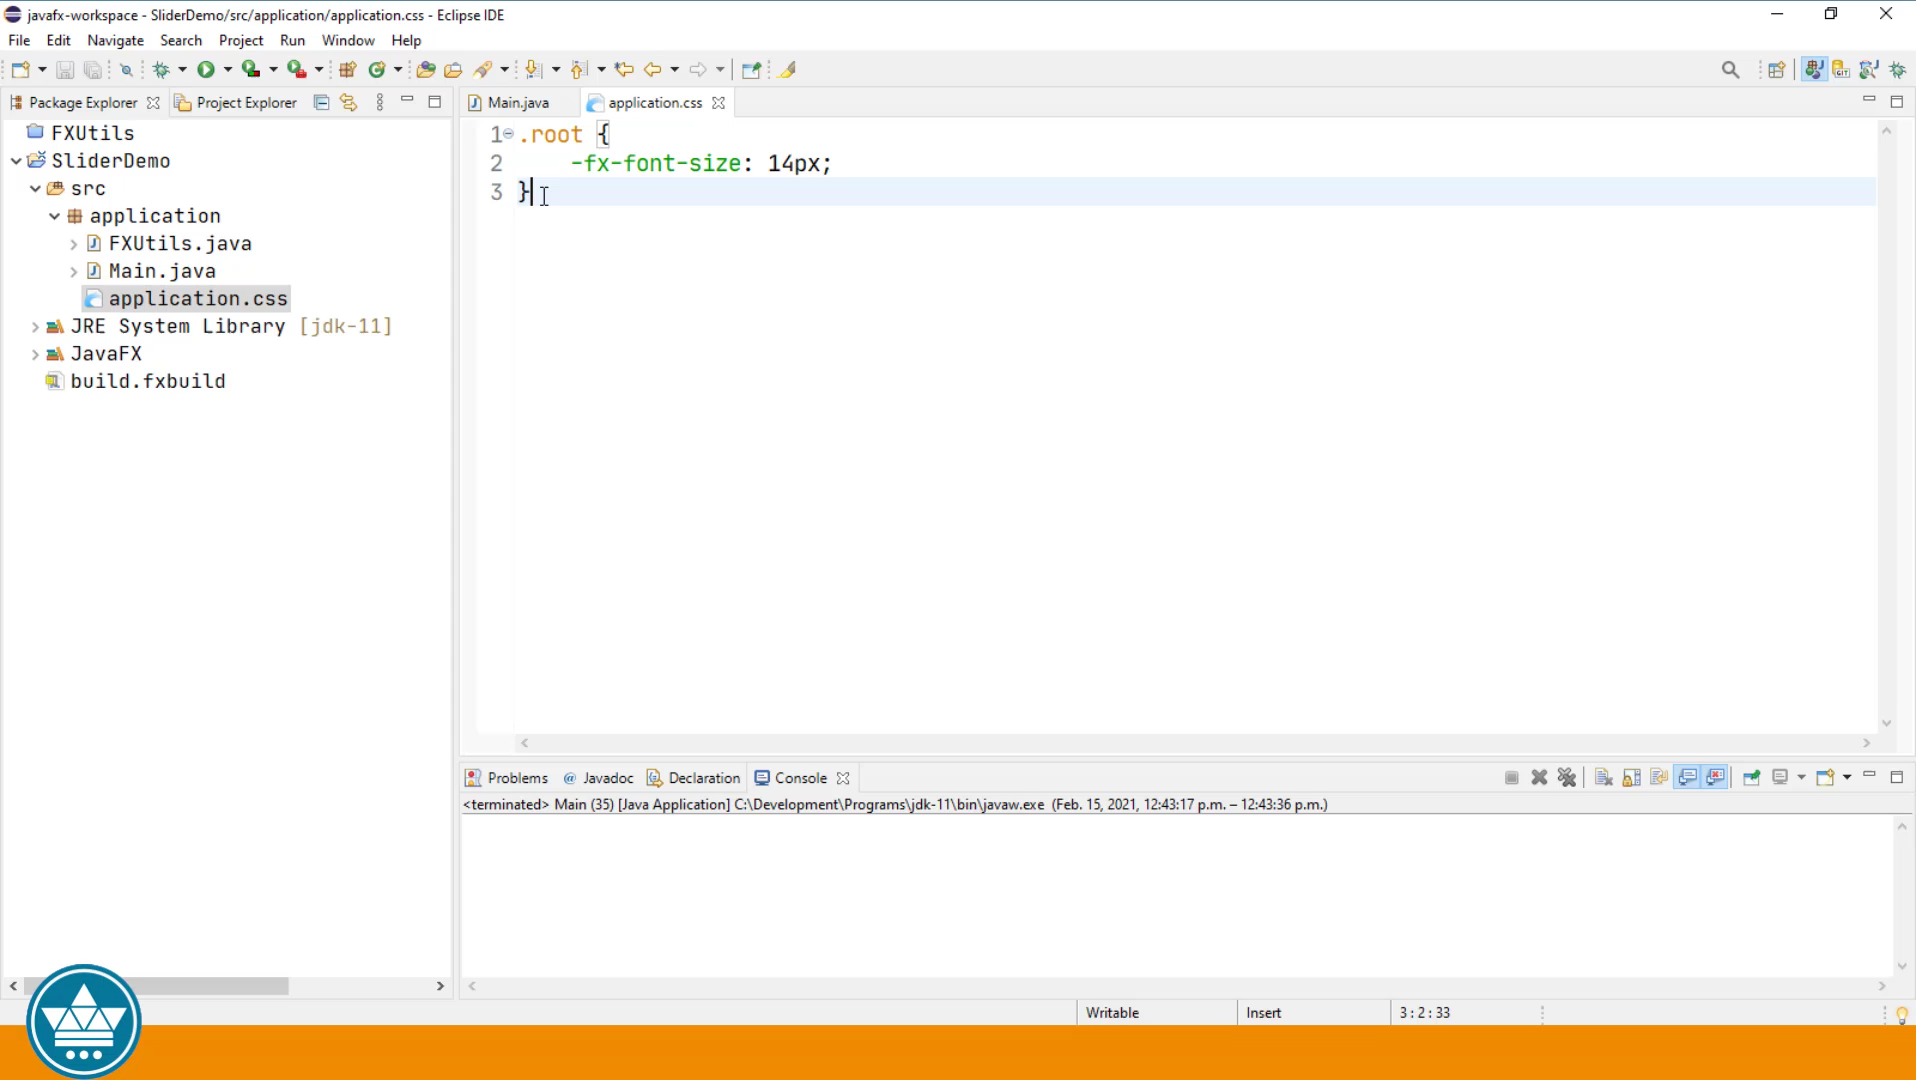 javafx-workspace - SliderDemo/src/application/application.css - Eclipse IDE
File Edit Navigate Search Project Run Window Help
Package Explorer Project Explorer
Main.java application.css
FXUtils
SliderDemo
src
application
FXUtils.java
Main.java
application.css
JRE System Library [jdk-11]
JavaFX
build.fxbuild
1 .root {
2 -fx-font-size: 14px;
3 }
Problems @ Javadoc Declaration Console
<terminated> Main (35) [Java Application] C:\Development\Programs\jdk-11\bin\javaw.exe (Feb. 15, 2021, 12:43:17 p.m. – 12:43:36 p.m.)
Writable Insert 3 : 2 : 33